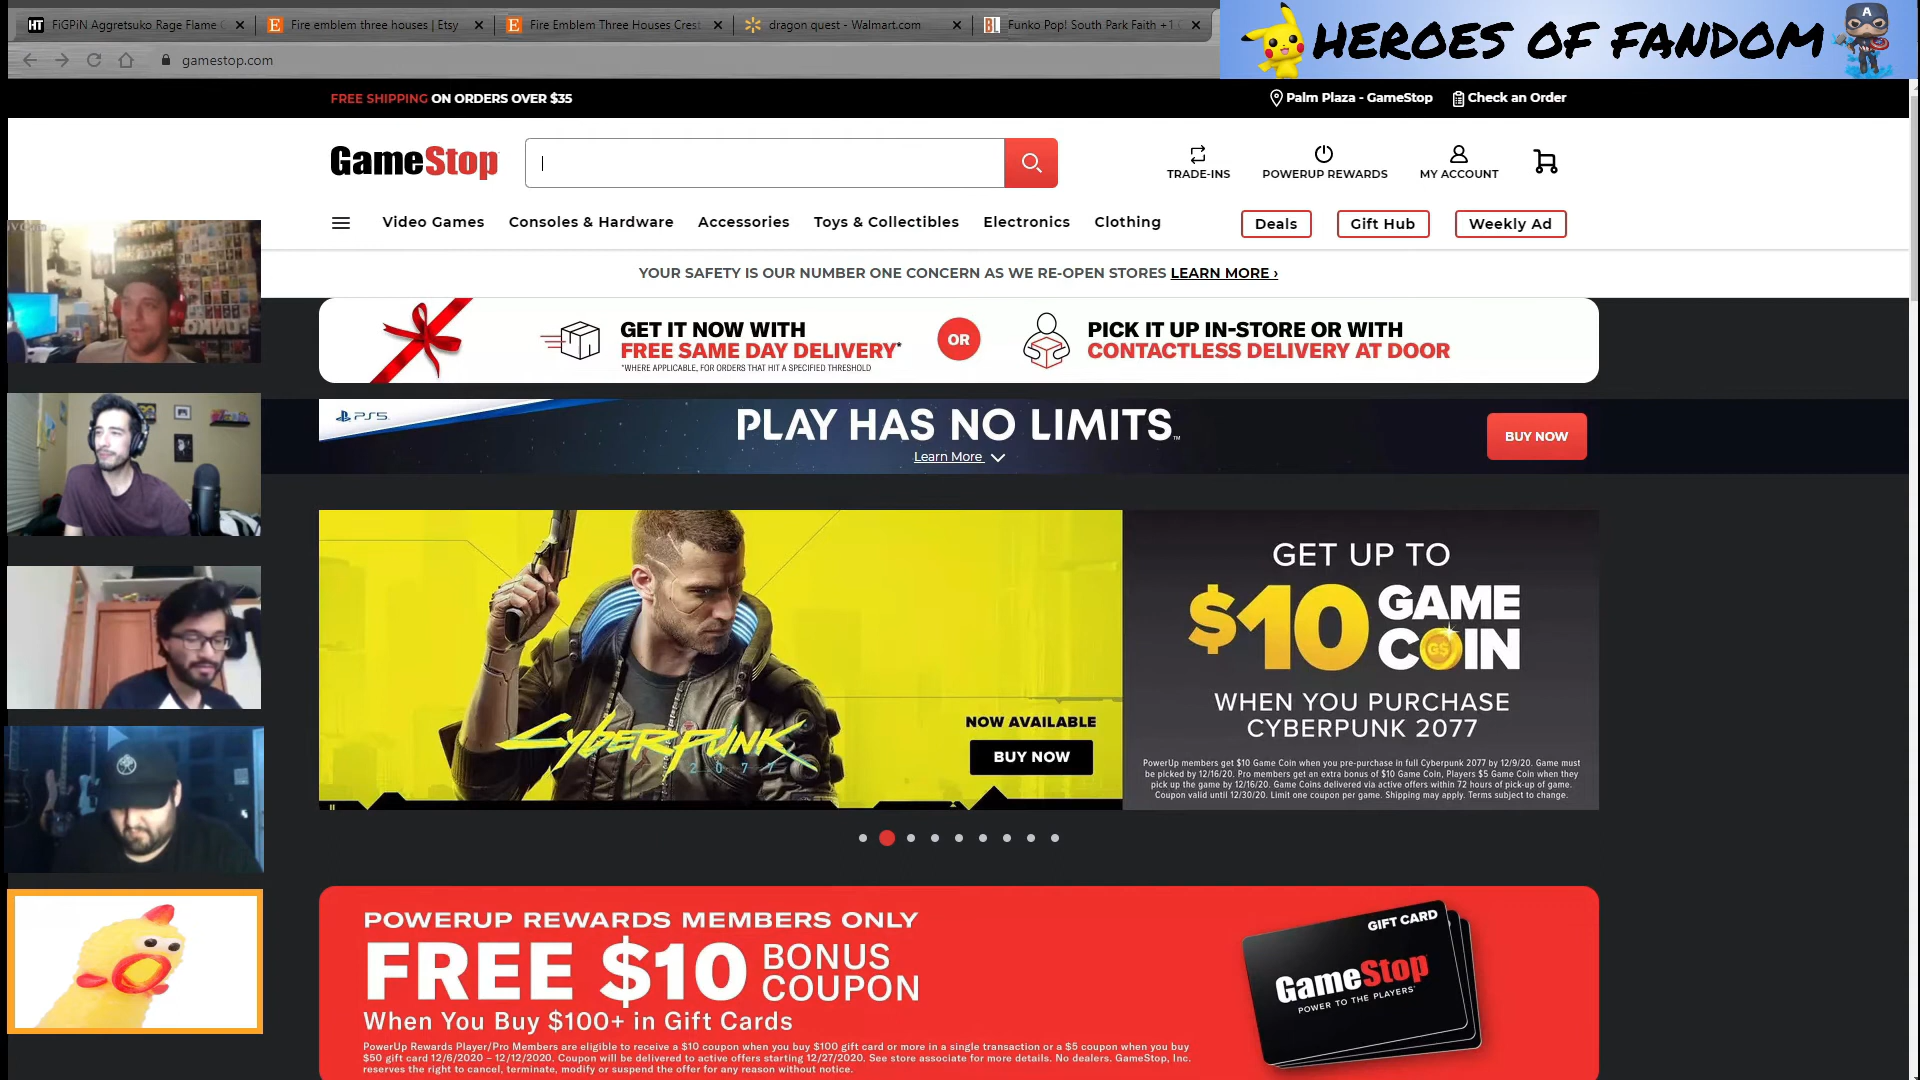 FiGPiN Aggretsuko Rage Flame
Fire emblem three houses | Etsy
Fire Emblem Three Houses Crest
dragon quest - Walmart.com
Funko Pop! South Park Faith +1
HEROES OF FANDOM
gamestop.com
FREE SHIPPING ON ORDERS OVER $35
Palm Plaza - GameStop
Check an Order
GameStop
TRADE-INS
POWERUP REWARDS
MY ACCOUNT
Video Games
Consoles & Hardware
Accessories
Toys & Collectibles
Electronics
Clothing
Deals
Gift Hub
Weekly Ad
YOUR SAFETY IS OUR NUMBER ONE CONCERN AS WE RE-OPEN STORES LEARN MORE ›
GET IT NOW WITH
FREE SAME DAY DELIVERY*
*WHERE APPLICABLE, FOR ORDERS THAT HIT A SPECIFIED THRESHOLD
OR
PICK IT UP IN-STORE OR WITH
CONTACTLESS DELIVERY AT DOOR
PS5
PLAY HAS NO LIMITS™
Learn More
BUY NOW
CYBERPUNK
2077
NOW AVAILABLE
BUY NOW
GET UP TO
$10 GAME COIN
WHEN YOU PURCHASE
CYBERPUNK 2077
PowerUp members get $10 Game Coin when you pre-purchase in full Cyberpunk 2077 by 12/9/20. Game must
be picked by 12/16/20. Pro members get an extra bonus of $10 Game Coin, Players $5 Game Coin when they
pick up the game by 12/16/20. Game Coins delivered via active offers within 72 hours of pick-up of game.
Coupon valid until 12/30/20. Limit one coupon per game. Shipping may apply. Terms subject to change.
POWERUP REWARDS MEMBERS ONLY
FREE $10 BONUS COUPON
When You Buy $100+ in Gift Cards
PowerUp Rewards Player/Pro Members are eligible to receive a $10 coupon when you buy $100 gift card or more in a single transaction or a $5 coupon when you buy
$50 gift card 12/6/2020 – 12/12/2020. Coupon will be delivered to active offers starting 12/27/2020. See store associate for more details. No dealers. GameStop, Inc.
reserves the right to cancel, terminate, modify or suspend the offer for any reason without notice.
GIFT CARD
GameStop
POWER TO THE PLAYERS